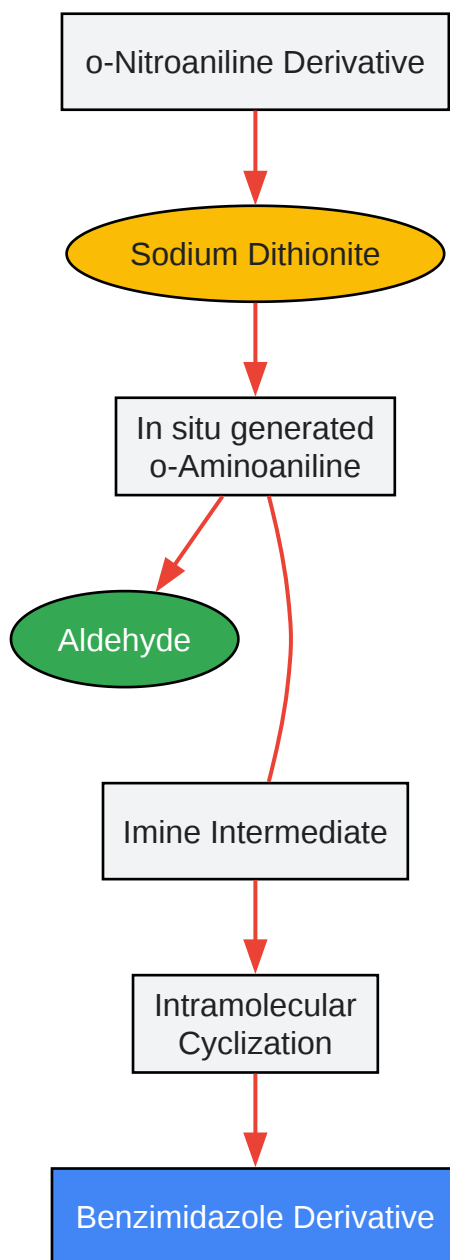 o-Nitroaniline Derivative
Sodium Dithionite
In situ generated
o-Aminoaniline
Aldehyde
Imine Intermediate
Intramolecular
Cyclization
Benzimidazole Derivative